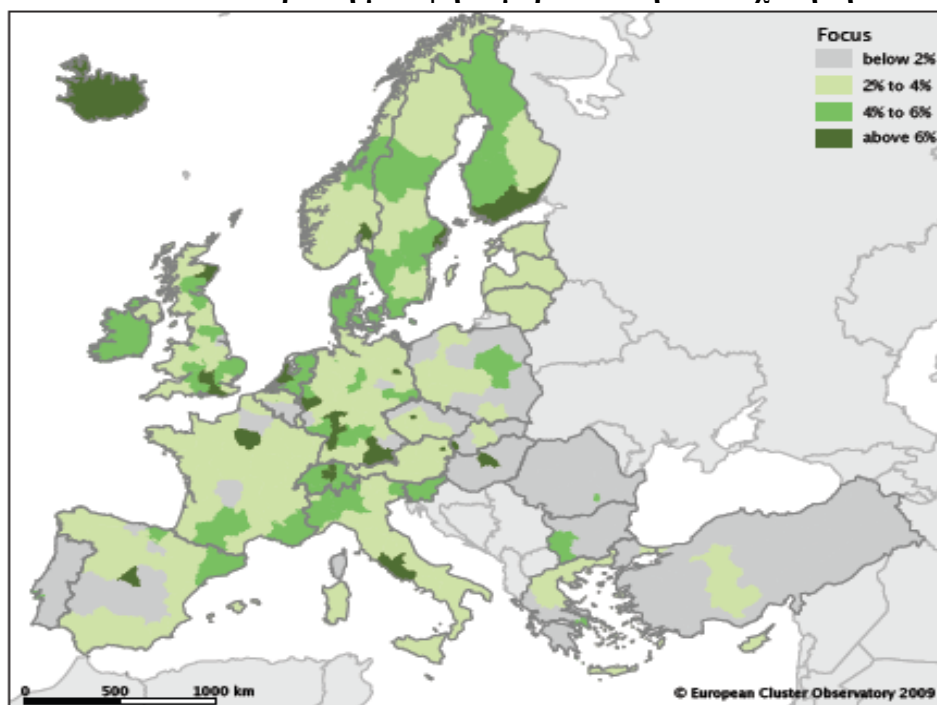 Focus
below 2%
2% to 4%
4% to 6%
above 6%
0 500 1000 km
© European Cluster Observatory 2009